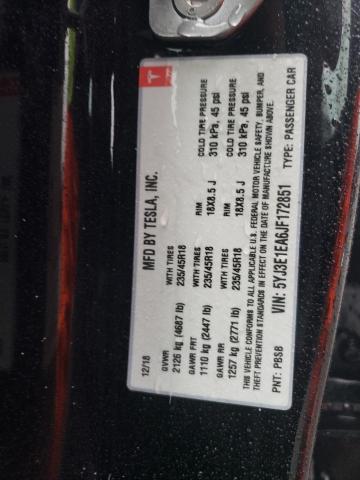 MFD BY TESLA, INC.
12/18
GVWR WITH TIRES RIM COLD TIRE PRESSURE
2126 kg (4687 lb) 235/45R18 18X8.5 J 310 kPa, 45 psi
GAWR FRT WITH TIRES RIM COLD TIRE PRESSURE
1110 kg (2447 lb) 235/45R18 18X8.5 J 310 kPa, 45 psi
GAWR RR
1257 kg (2771 lb)
THIS VEHICLE CONFORMS TO ALL APPLICABLE U.S. FEDERAL MOTOR VEHICLE SAFETY, BUMPER, AND
THEFT PREVENTION STANDARDS IN EFFECT ON THE DATE OF MANUFACTURE SHOWN ABOVE.
VIN: 5YJ3E1EA6JF172851
PNT: PBSB TYPE: PASSENGER CAR